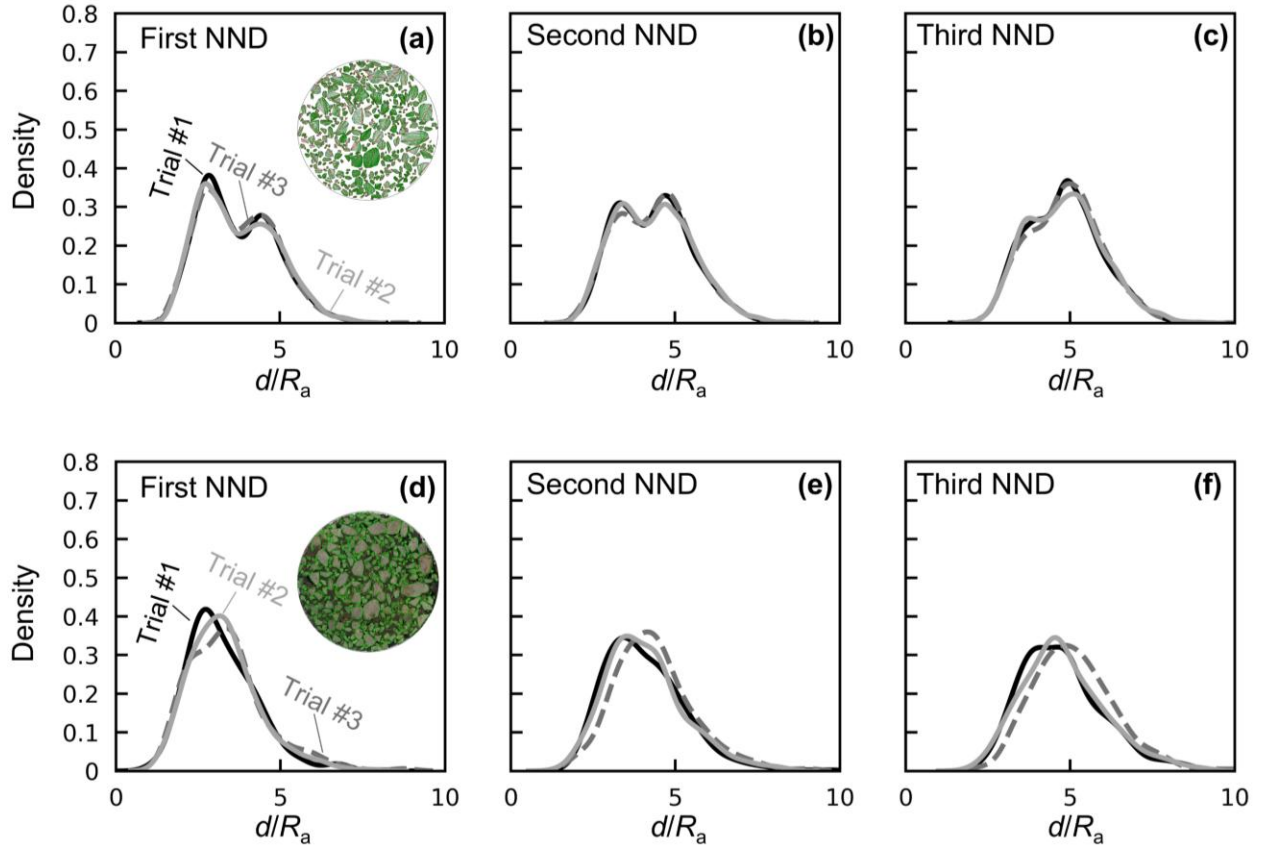 0.8
0.7
0.6
0.5
0.4
0.3
0.2
0.1
0
Density
First NND
(a)
Trial #1
Trial #3
Trial #2
0 5 10
d/Ra
Second NND
(b)
0 5 10
d/Ra
Third NND
(c)
0 5 10
d/Ra
0.8
0.7
0.6
0.5
0.4
0.3
0.2
0.1
0
Density
First NND
(d)
Trial #1
Trial #2
Trial #3
0 5 10
d/Ra
Second NND
(e)
0 5 10
d/Ra
Third NND
(f)
0 5 10
d/Ra